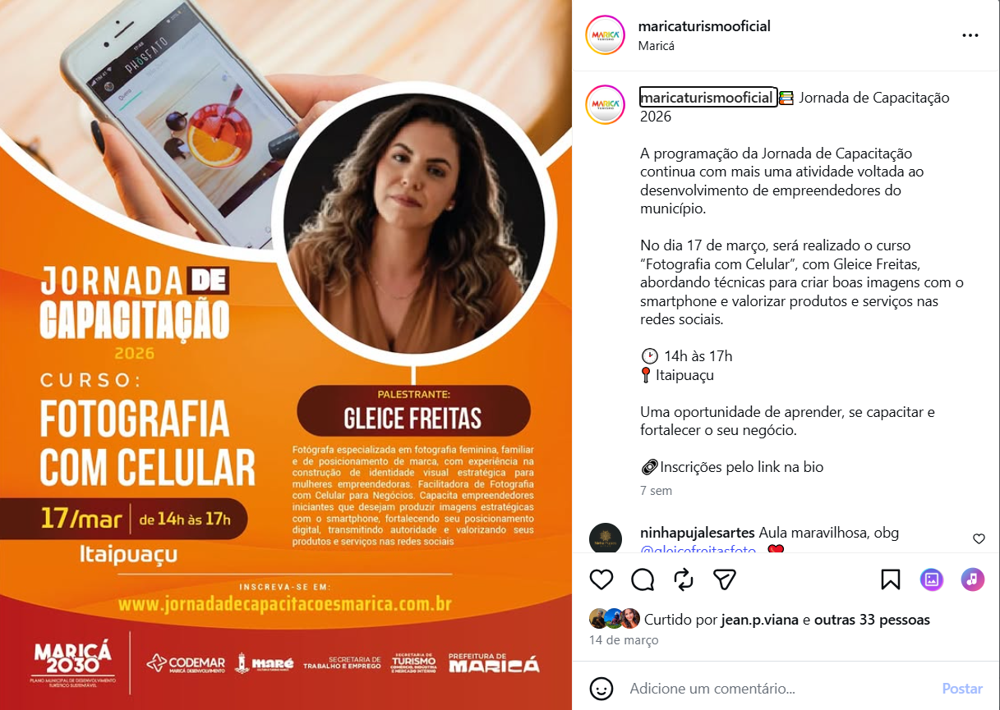 PHOSFATO
JORNADA DE
CAPACITAÇÃO
2026
CURSO:
FOTOGRAFIA
COM CELULAR
17/mar de 14h às 17h
Itaipuaçu
PALESTRANTE:
GLEICE FREITAS
Fotógrafa especializada em fotografia feminina, familiar
e de posicionamento de marca, com experiência na
construção de identidade visual estratégica para
mulheres empreendedoras. Facilitadora de Fotografia
com Celular para Negócios. Capacita empreendedores
iniciantes que desejam produzir imagens estratégicas
com o smartphone, fortalecendo seu posicionamento
digital, transmitindo autoridade e valorizando seus
produtos e serviços nas redes sociais
INSCREVA-SE EM:
www.jornadadecapacitacoesmarica.com.br
MARICÁ
2030
PLANO MUNICIPAL DE DESENVOLVIMENTO
TURÍSTICO SUSTENTÁVEL
CODEMAR
MARICÁ DESENVOLVIMENTO
maré
SECRETARIA DE
TRABALHO E EMPREGO
SECRETARIA DE
TURISMO
COMÉRCIO, INDÚSTRIA
E MERCADO INTERNO
PREFEITURA DE
MARICÁ
MARICÁ
TURISMO
maricaturismooficial
Maricá
MARICÁ
TURISMO
maricaturismooficial Jornada de Capacitação
2026
A programação da Jornada de Capacitação
continua com mais uma atividade voltada ao
desenvolvimento de empreendedores do
município.
No dia 17 de março, será realizado o curso
“Fotografia com Celular”, com Gleice Freitas,
abordando técnicas para criar boas imagens com o
smartphone e valorizar produtos e serviços nas
redes sociais.
14h às 17h
Itaipuaçu
Uma oportunidade de aprender, se capacitar e
fortalecer o seu negócio.
Inscrições pelo link na bio
7 sem
ninhapujalesartes Aula maravilhosa, obg
@gleicefreitasfoto
Curtido por jean.p.viana e outras 33 pessoas
14 de março
Adicione um comentário...
Postar